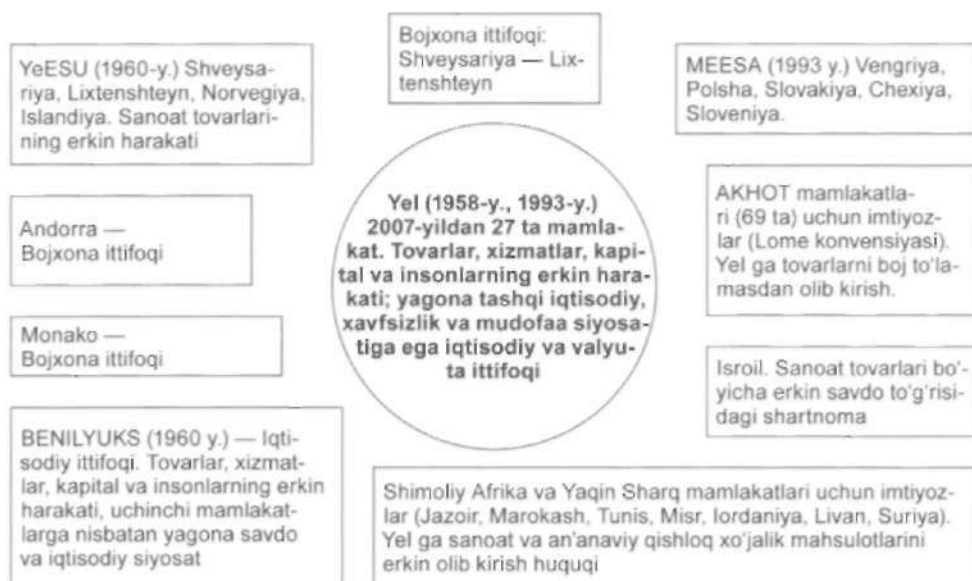 Bojxona ittifoqi:
Shveysariya — Lix-
tenshteyn
YeESU (1960-y.) Shveysa-
riya, Lixtenshteyn, Norvegiya,
Islandiya. Sanoat tovarlari-
ning erkin harakati
MEESA (1993 y.) Vengriya,
Polsha, Slovakiya, Chexiya,
Sloveniya.
Andorra —
Bojxona ittifoqi
Monako —
Bojxona ittifoqi
Yel (1958-y., 1993-y.)
2007-yildan 27 ta mamla-
kat. Tovarlar, xizmatlar, kapi-
tal va insonlarning erkin hara-
kati; yagona tashqi iqtisodiy,
xavfsizlik va mudofaa siyosa-
tiga ega iqtisodiy va valyu-
ta ittifoqi
AKHOT mamlakatla-
ri (69 ta) uchun imtiyoz-
lar (Lome konvensiyasi).
Yel ga tovarlarni boj to‘la-
masdan olib kirish.
Isroil. Sanoat tovarlari bo‘-
yicha erkin savdo to‘g‘risi-
dagi shartnoma
BENILYUKS (1960 y.) — Iqti-
sodiy ittifoqi. Tovarlar, xizmat-
lar, kapital va insonlarning erkin
harakati, uchinchi mamlakat-
larga nisbatan yagona savdo
va iqtisodiy siyosat
Shimoliy Afrika va Yaqin Sharq mamlakatlari uchun imtiyoz-
lar (Jazoir, Marokash, Tunis, Misr, Iordaniya, Livan, Suriya).
Yel ga sanoat va an'anaviy qishloq xo‘jalik mahsulotlarini
erkin olib kirish huquqi